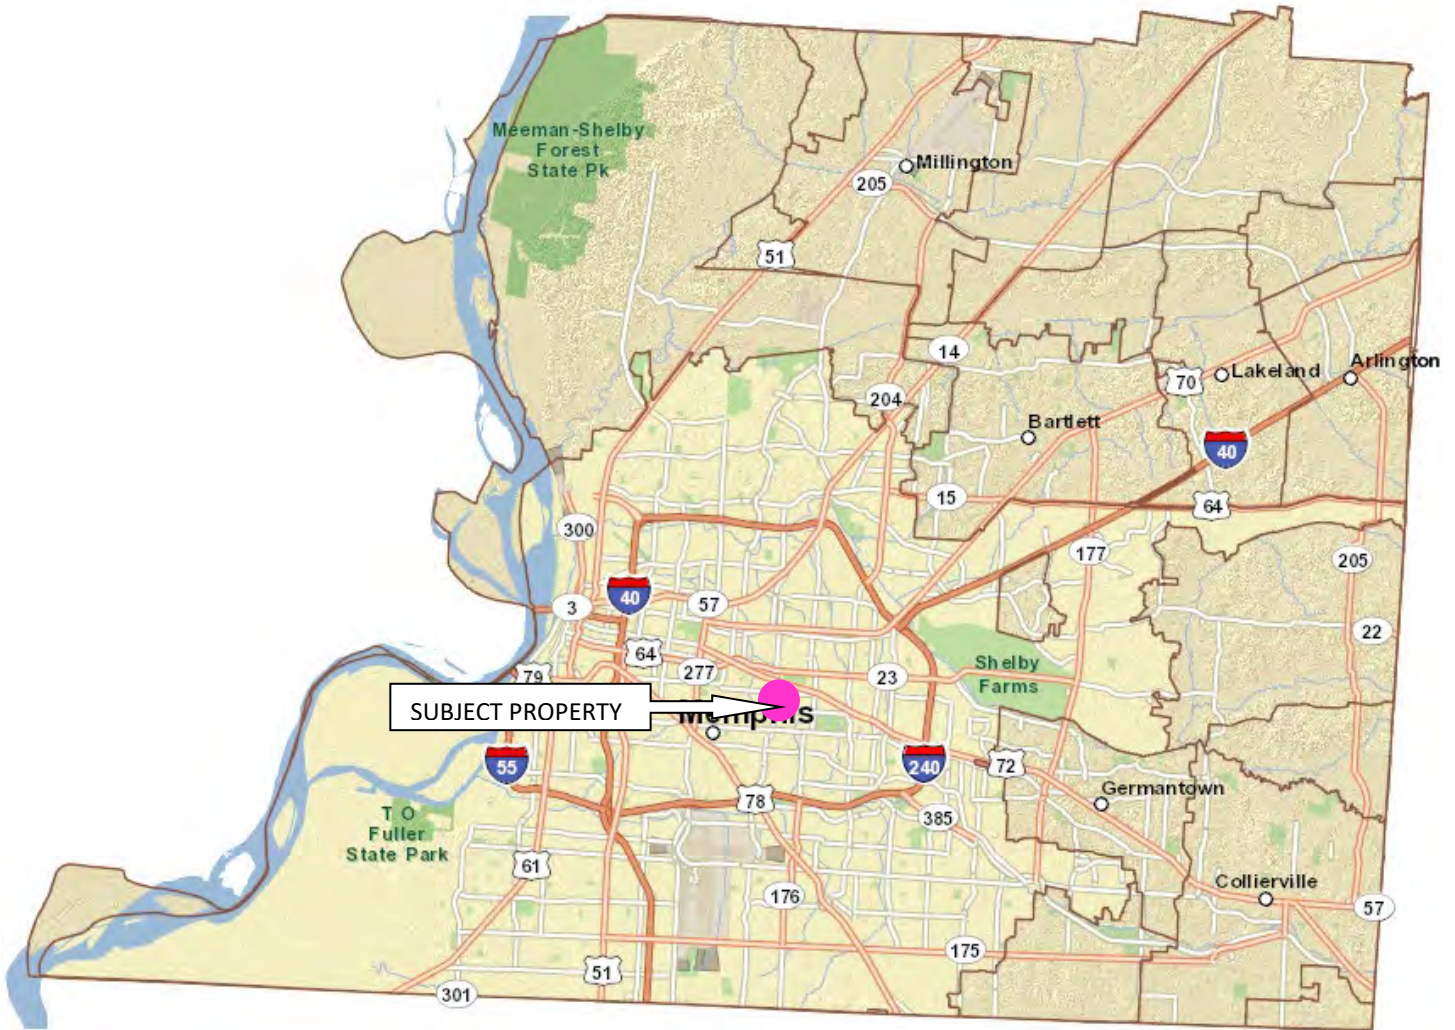 Meeman-Shelby
Forest
State Pk
Millington
205
51
14
Lakeland
70
Arlington
204
Bartlett
40
15
64
300
177
205
40
57
3
22
64
Shelby
Farms
277
23
79
SUBJECT PROPERTY
Memphis
55
240
72
78
Germantown
385
T O
Fuller
State Park
61
Collierville
176
57
175
51
301